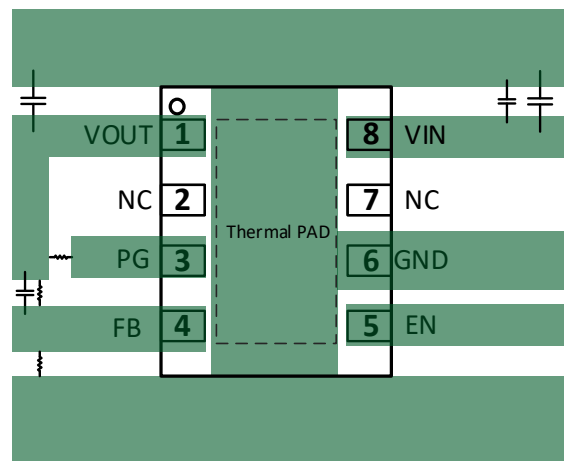 VOUT 1 8 VIN
NC 2 7 NC
Thermal PAD
PG 3 6 GND
FB 4 5 EN